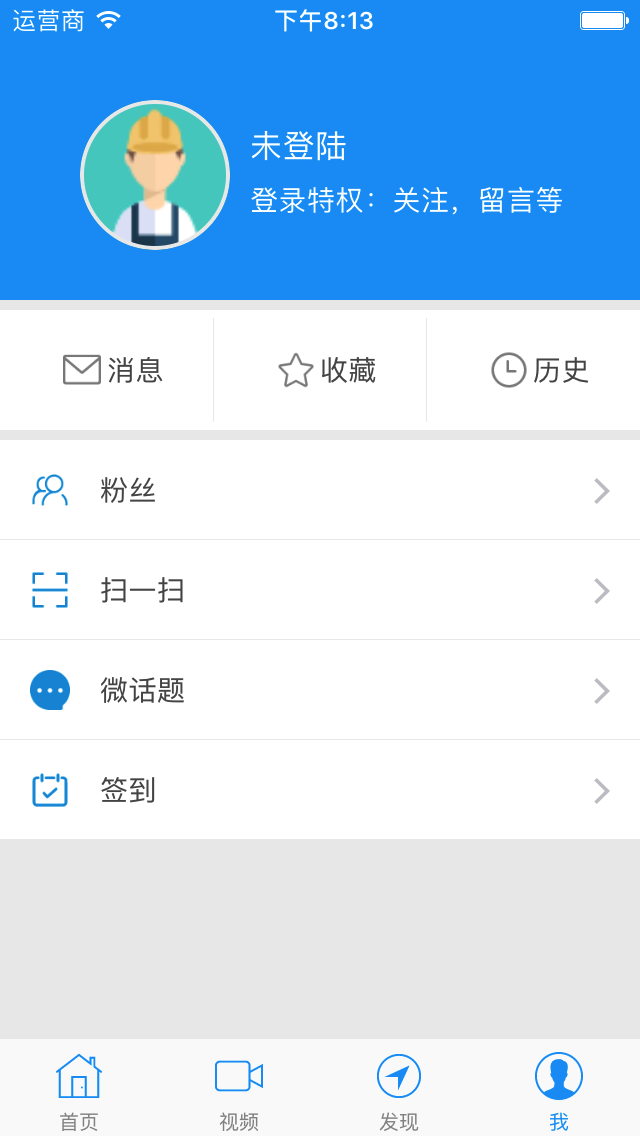 运营商 下午8:13
未登陆
登录特权：关注，留言等
消息 收藏 历史
粉丝
扫一扫
微话题
签到
首页 视频 发现 我